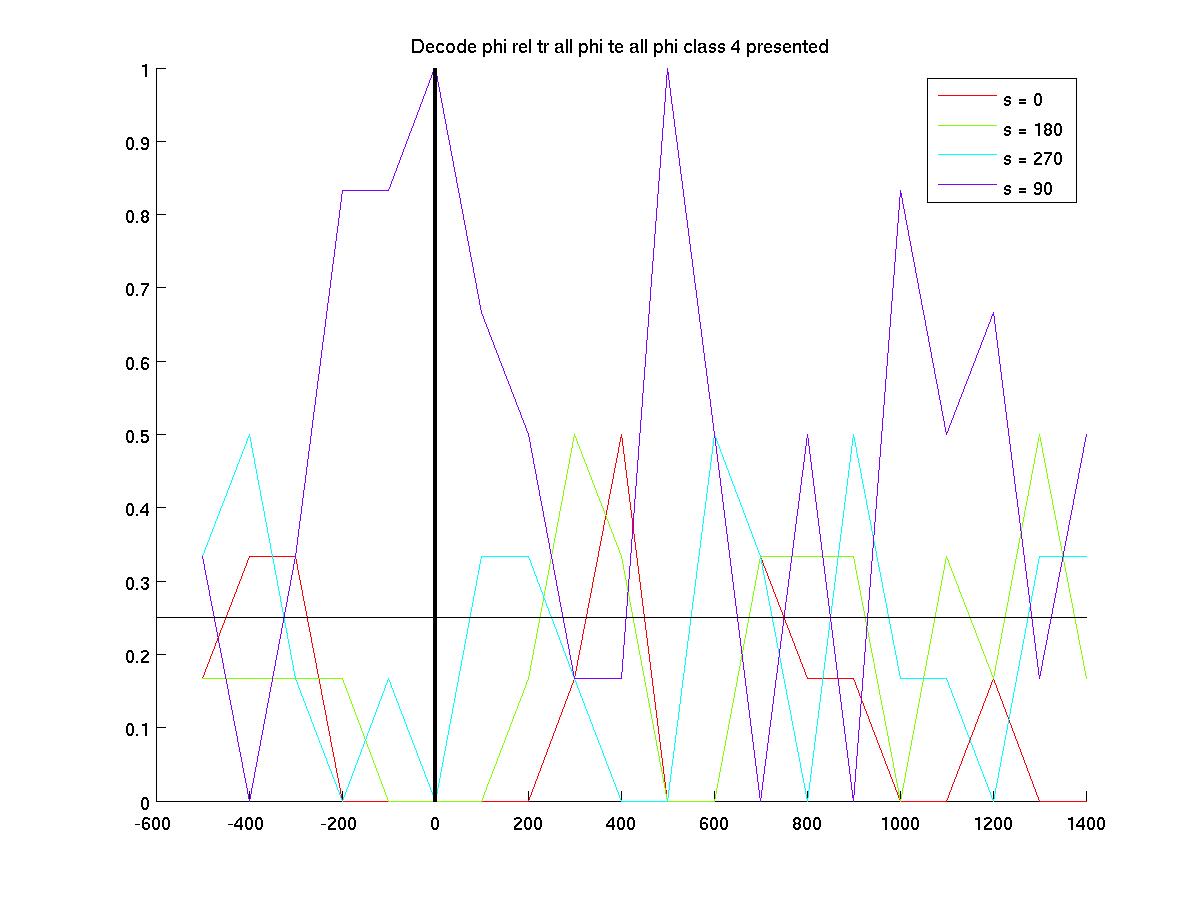 Decode phi rel tr all phi te all phi class 4 presented
s = 0
s = 180
s = 270
s = 90
1
0.9
0.8
0.7
0.6
0.5
0.4
0.3
0.2
0.1
0
-600 -400 -200 0 200 400 600 800 1000 1200 1400